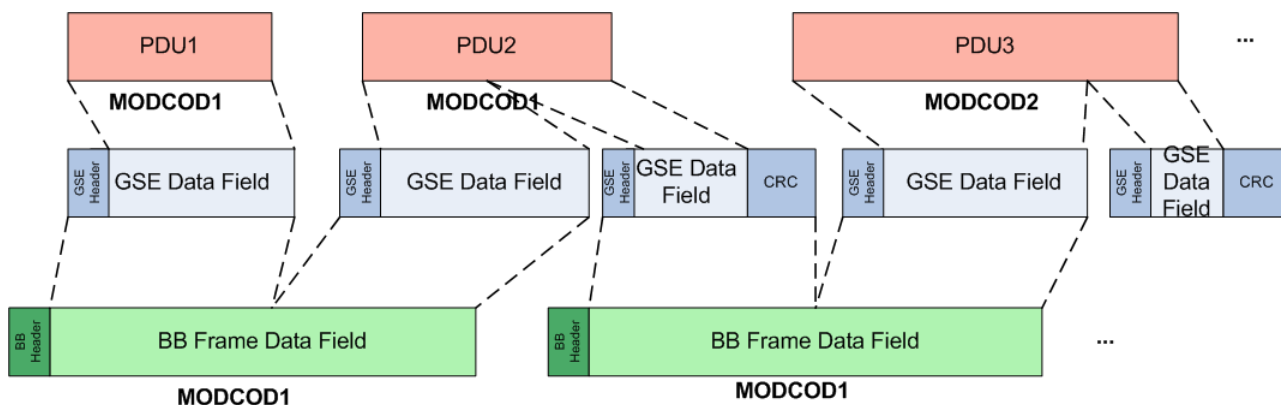 PDU1
PDU2
PDU3
...
MODCOD1
MODCOD1
MODCOD2
GSE
Header
GSE Data Field
GSE
Header
GSE Data Field
GSE
Header
GSE Data
Field
CRC
GSE
Header
GSE Data Field
GSE
Header
GSE
Data
Field
CRC
BB
Header
BB Frame Data Field
BB
Header
BB Frame Data Field
...
MODCOD1
MODCOD1